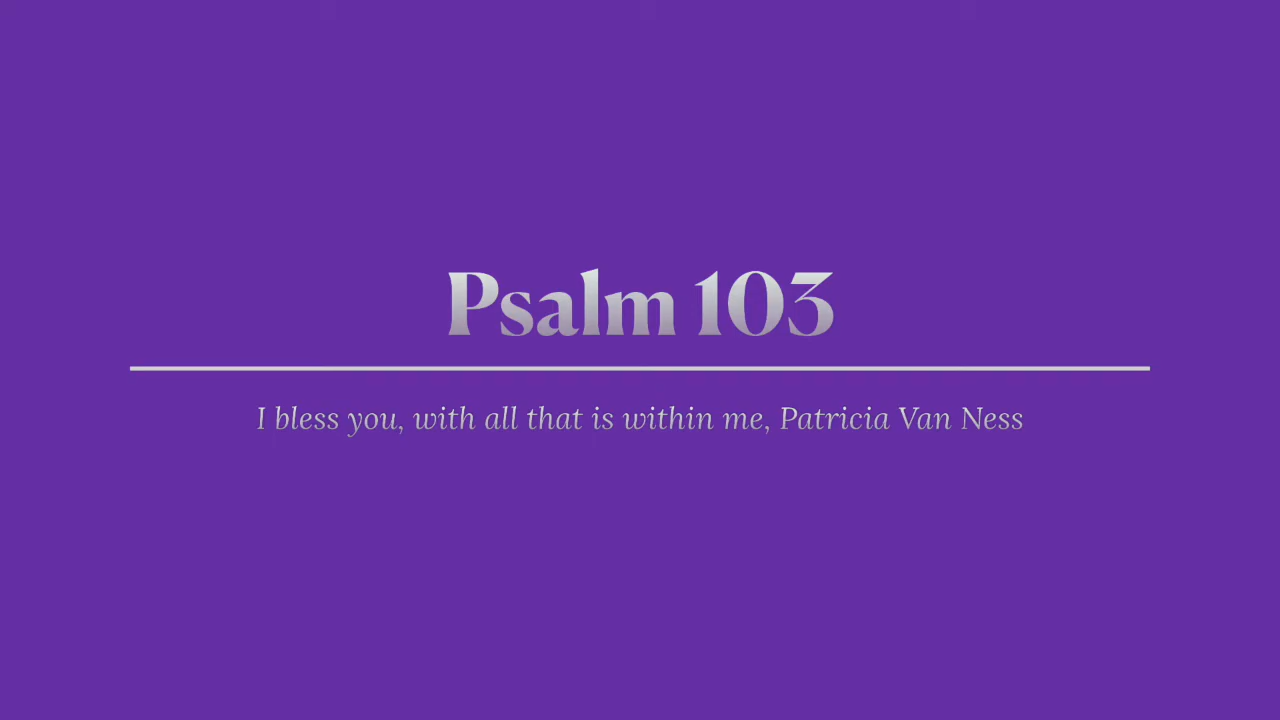 Psalm 103
I bless you, with all that is within me, Patricia Van Ness